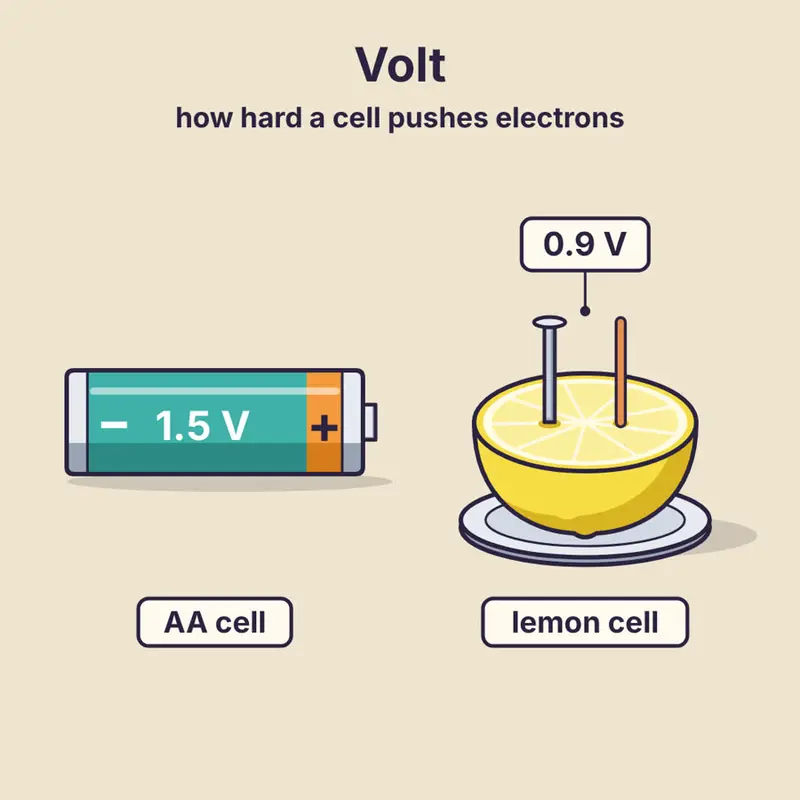 Volt
how hard a cell pushes electrons
0.9 V
− 1.5 V +
AA cell
lemon cell